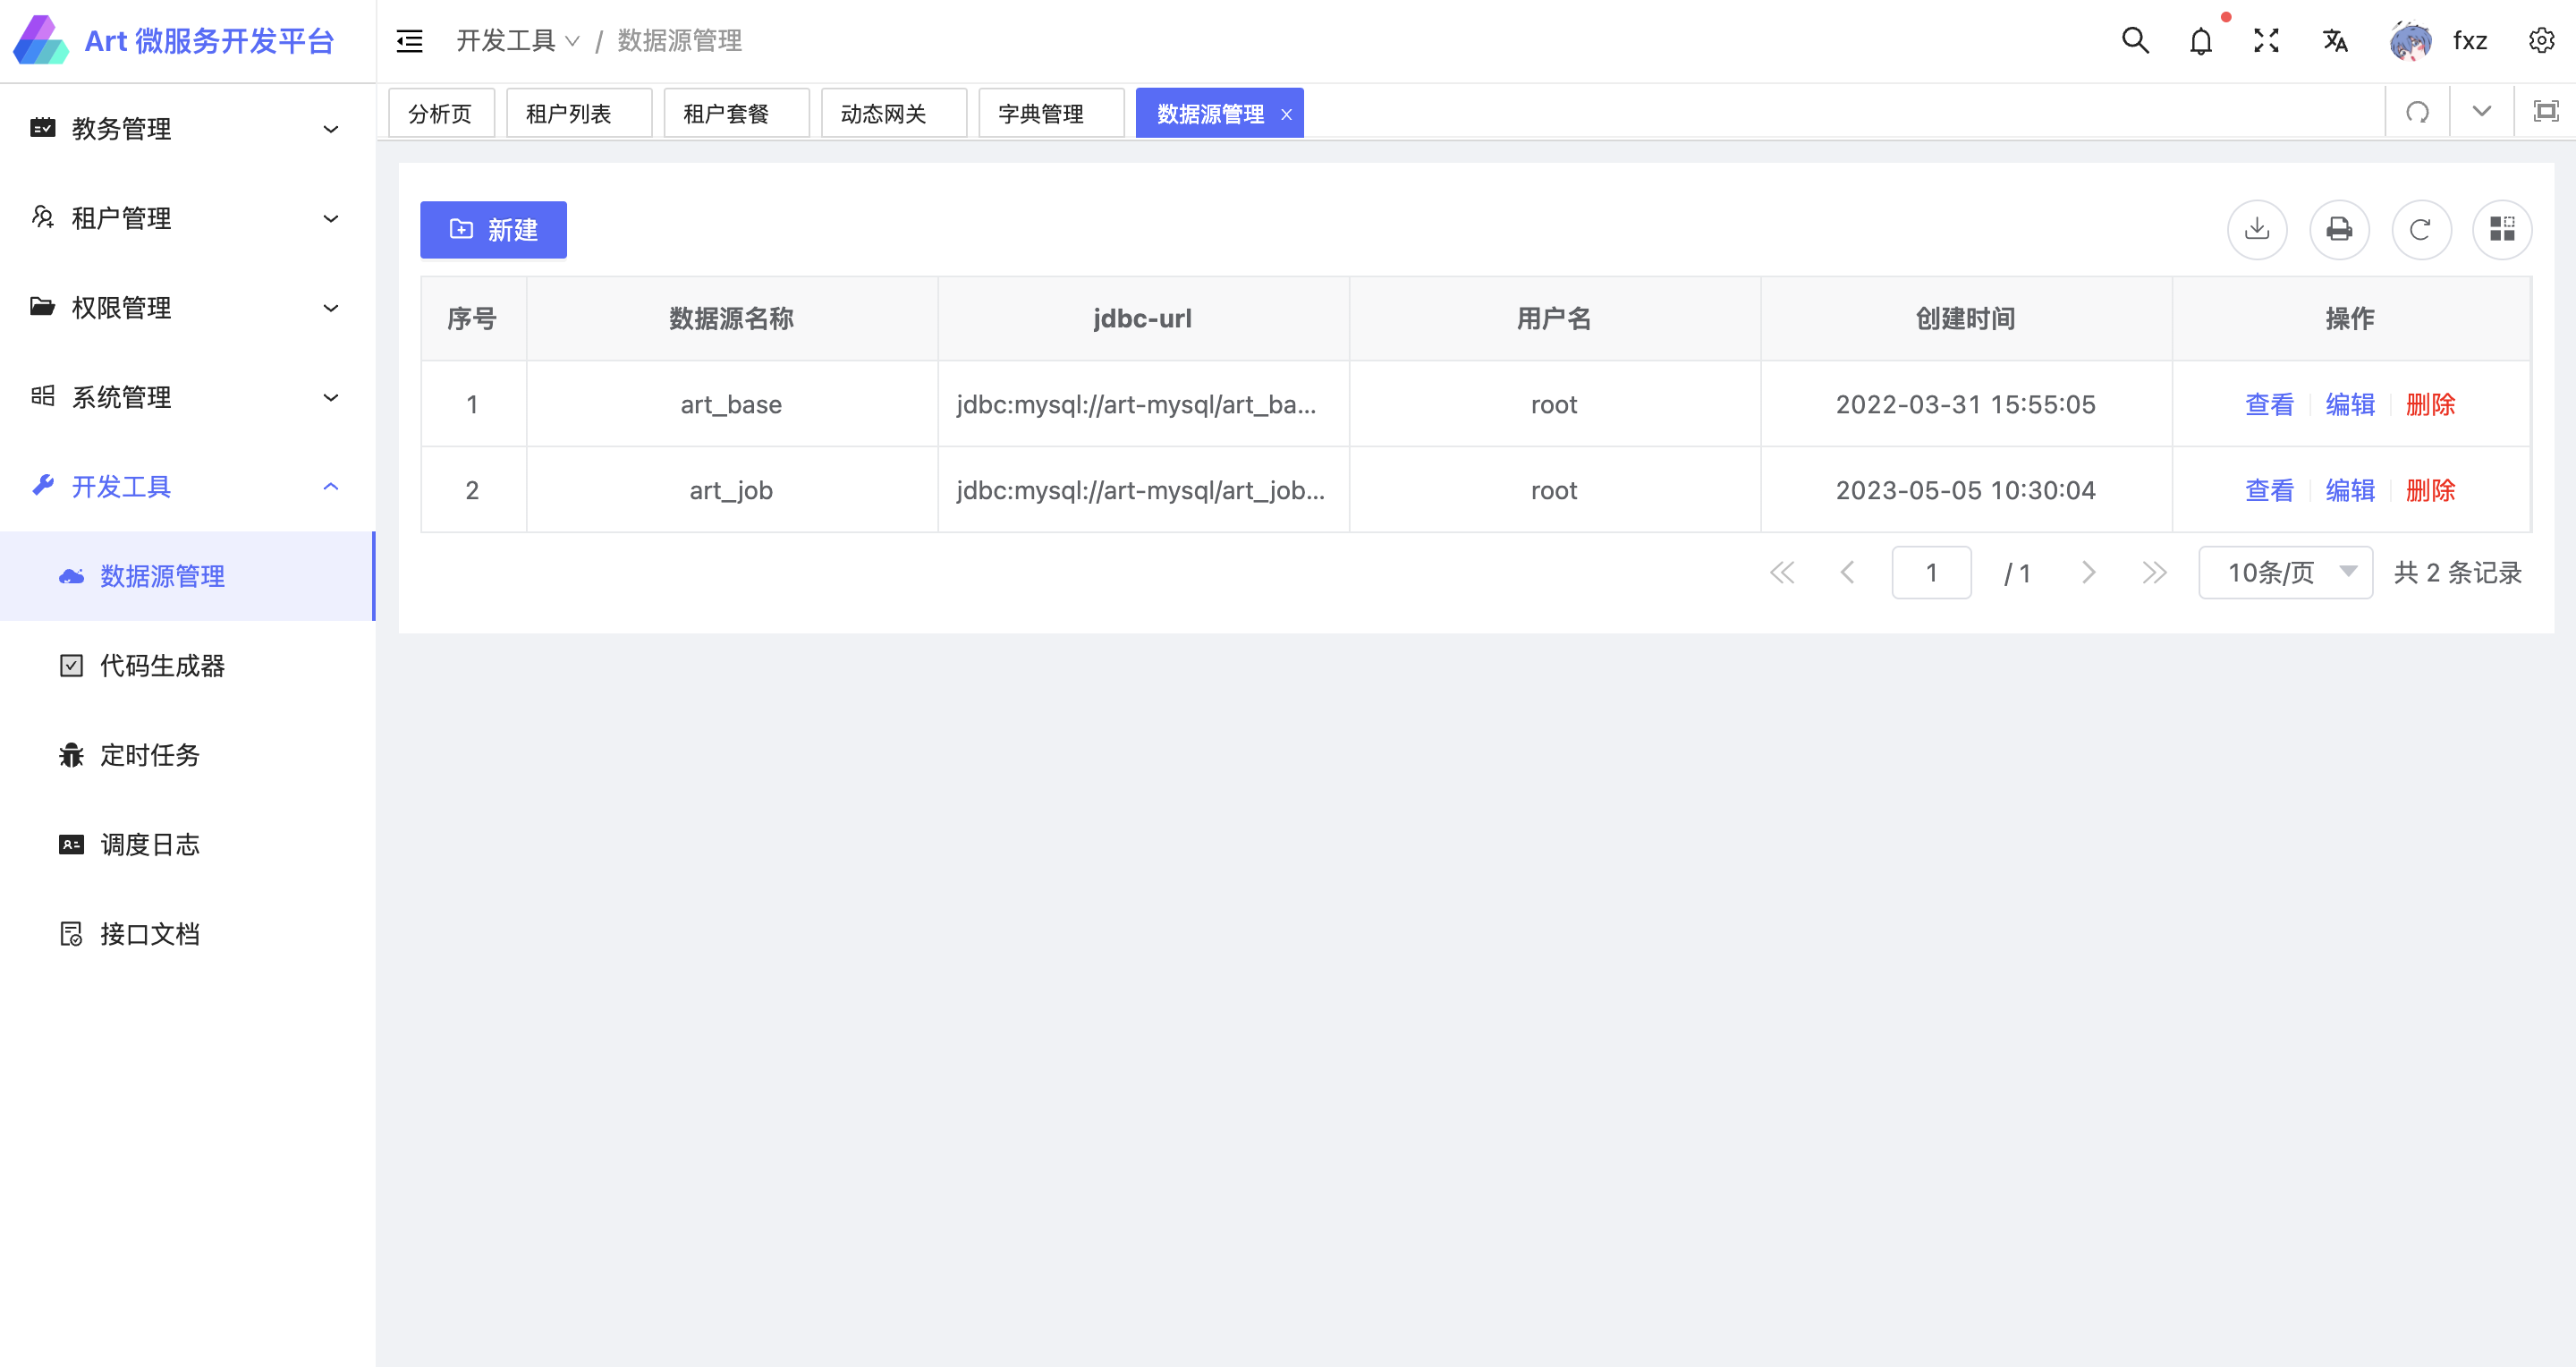 Art 微服务开发平台
开发工具 / 数据源管理
fxz
分析页 租户列表 租户套餐 动态网关 字典管理 数据源管理
教务管理
租户管理
权限管理
系统管理
开发工具
数据源管理
代码生成器
定时任务
调度日志
接口文档
新建
序号 数据源名称 jdbc-url 用户名 创建时间 操作
1 art_base jdbc:mysql://art-mysql/art_ba... root 2022-03-31 15:55:05 查看 编辑 删除
2 art_job jdbc:mysql://art-mysql/art_job... root 2023-05-05 10:30:04 查看 编辑 删除
1 / 1 10条/页 共 2 条记录